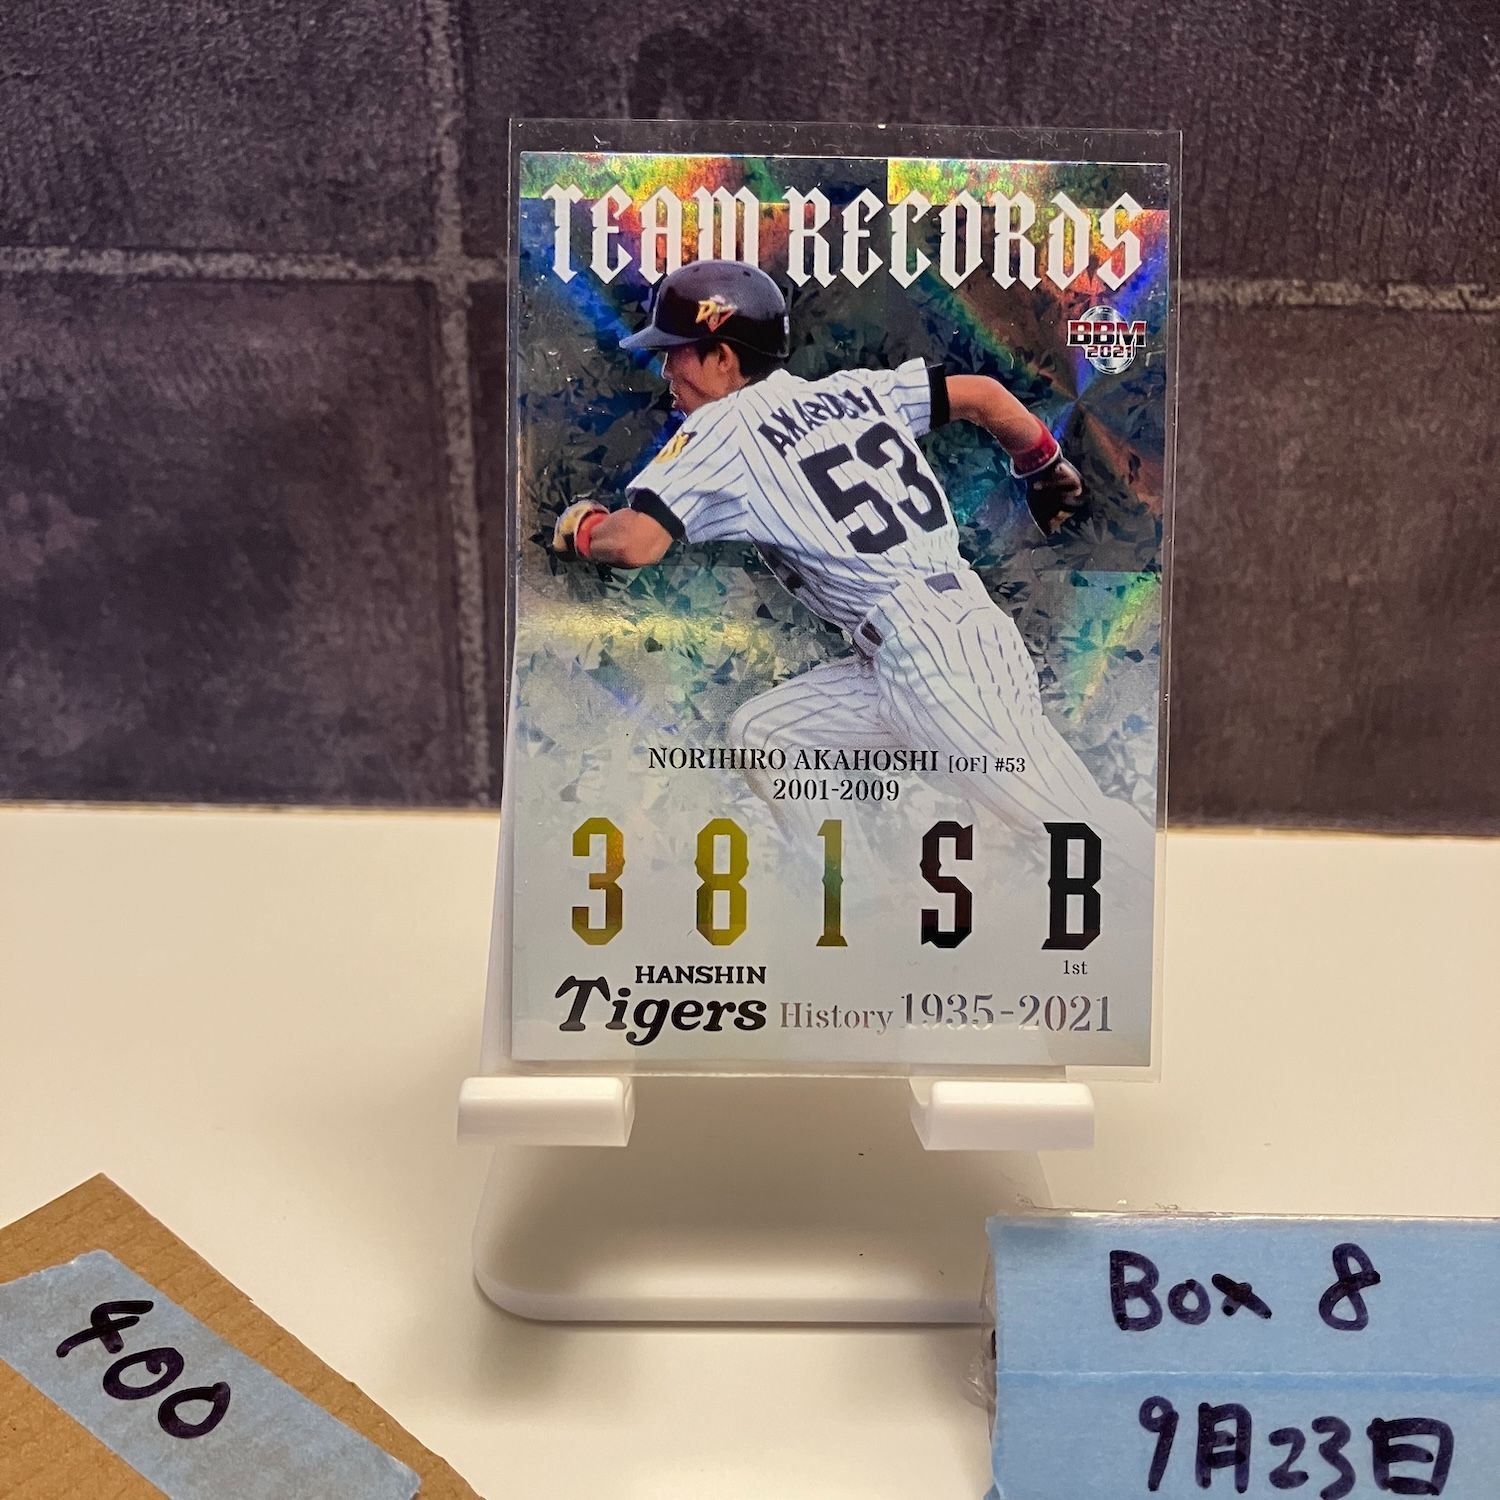 TEAM RECORDS
BBM
2021
AKAHOSHI
53
NORIHIRO AKAHOSHI [OF] #53
2001-2009
381SB
1st
HANSHIN
Tigers History 1935-2021
400
Box 8
9月23日